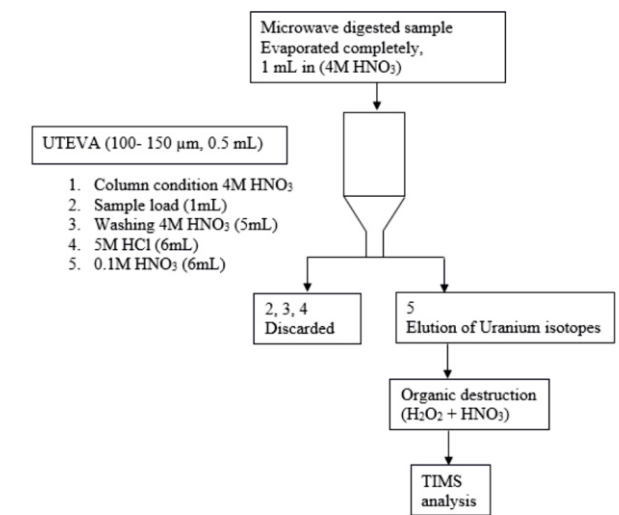 Microwave digested sample
Evaporated completely,
1 mL in (4M HNO₃)
UTEVA (100- 150 µm, 0.5 mL)
1. Column condition 4M HNO₃
2. Sample load (1mL)
3. Washing 4M HNO₃ (5mL)
4. 5M HCl (6mL)
5. 0.1M HNO₃ (6mL)
2, 3, 4
Discarded
5
Elution of Uranium isotopes
Organic destruction
(H₂O₂ + HNO₃)
TIMS
analysis